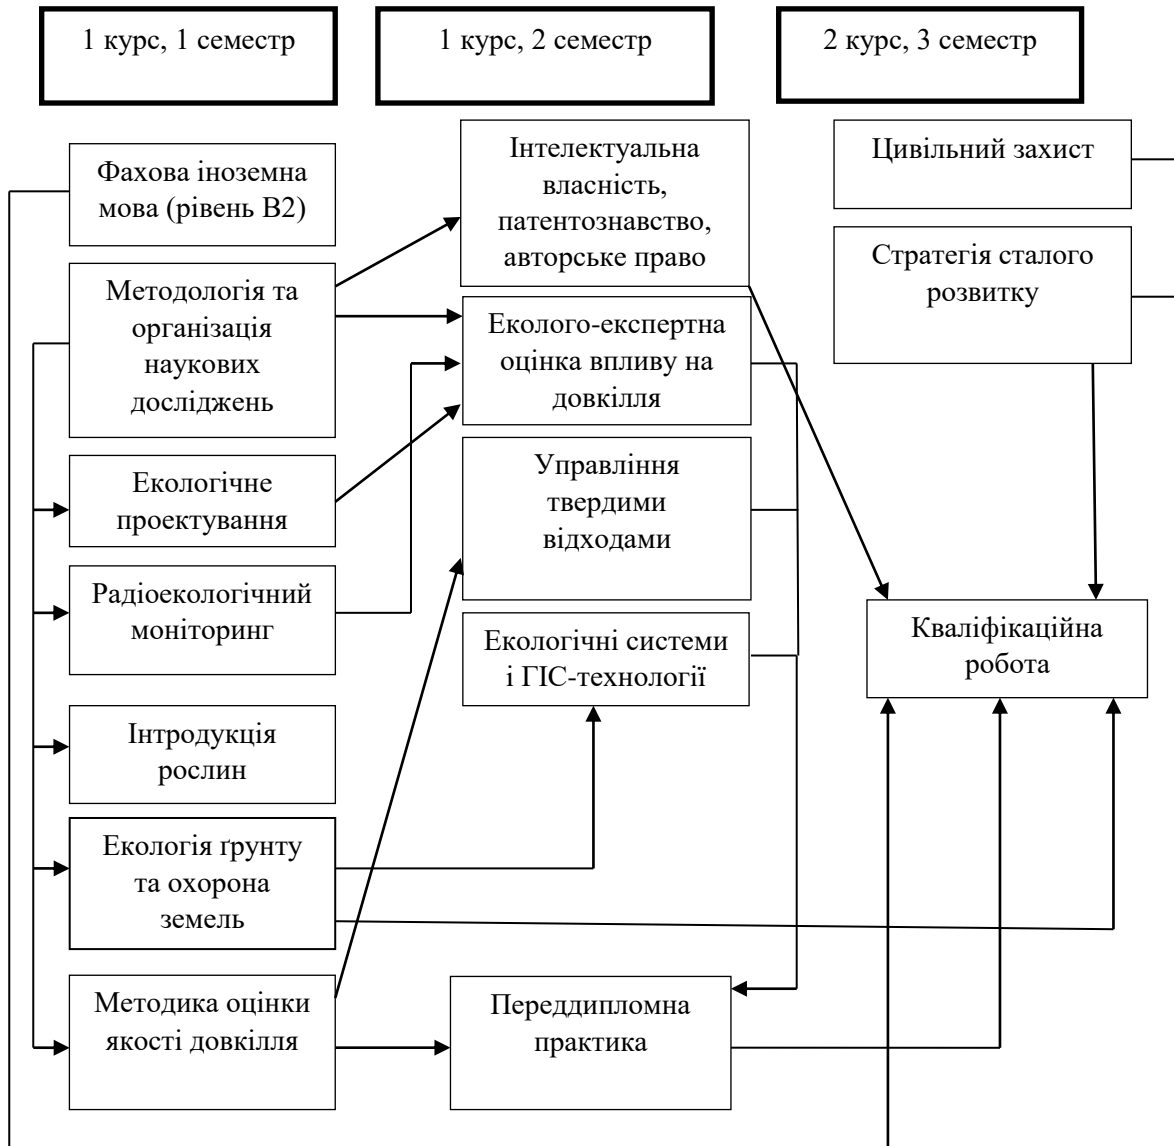 1 курс, 1 семестр
1 курс, 2 семестр
2 курс, 3 семестр
Фахова іноземна
мова (рівень В2)
Методологія та
організація
наукових
досліджень
Екологічне
проектування
Радіоекологічний
моніторинг
Інтродукція
рослин
Екологія ґрунту
та охорона
земель
Методика оцінки
якості довкілля
Інтелектуальна
власність,
патентознавство,
авторське право
Еколого-експертна
оцінка впливу на
довкілля
Управління
твердими
відходами
Екологічні системи
і ГІС-технології
Переддипломна
практика
Цивільний захист
Стратегія сталого
розвитку
Кваліфікаційна
робота